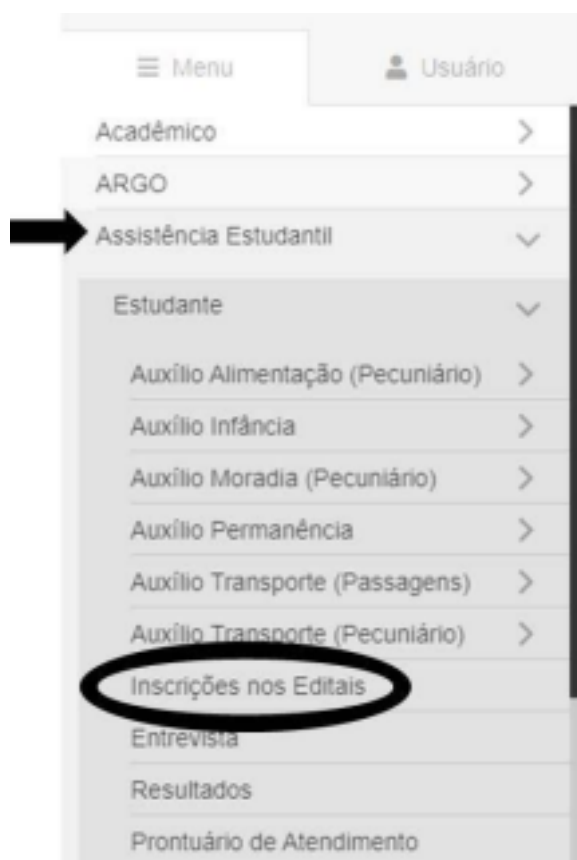 Menu
Usuário
Acadêmico
ARGO
Assistência Estudantil
Estudante
Auxílio Alimentação (Pecuniário)
Auxílio Infância
Auxílio Moradia (Pecuniário)
Auxílio Permanência
Auxílio Transporte (Passagens)
Auxílio Transporte (Pecuniário)
Inscrições nos Editais
Entrevista
Resultados
Prontuário de Atendimento